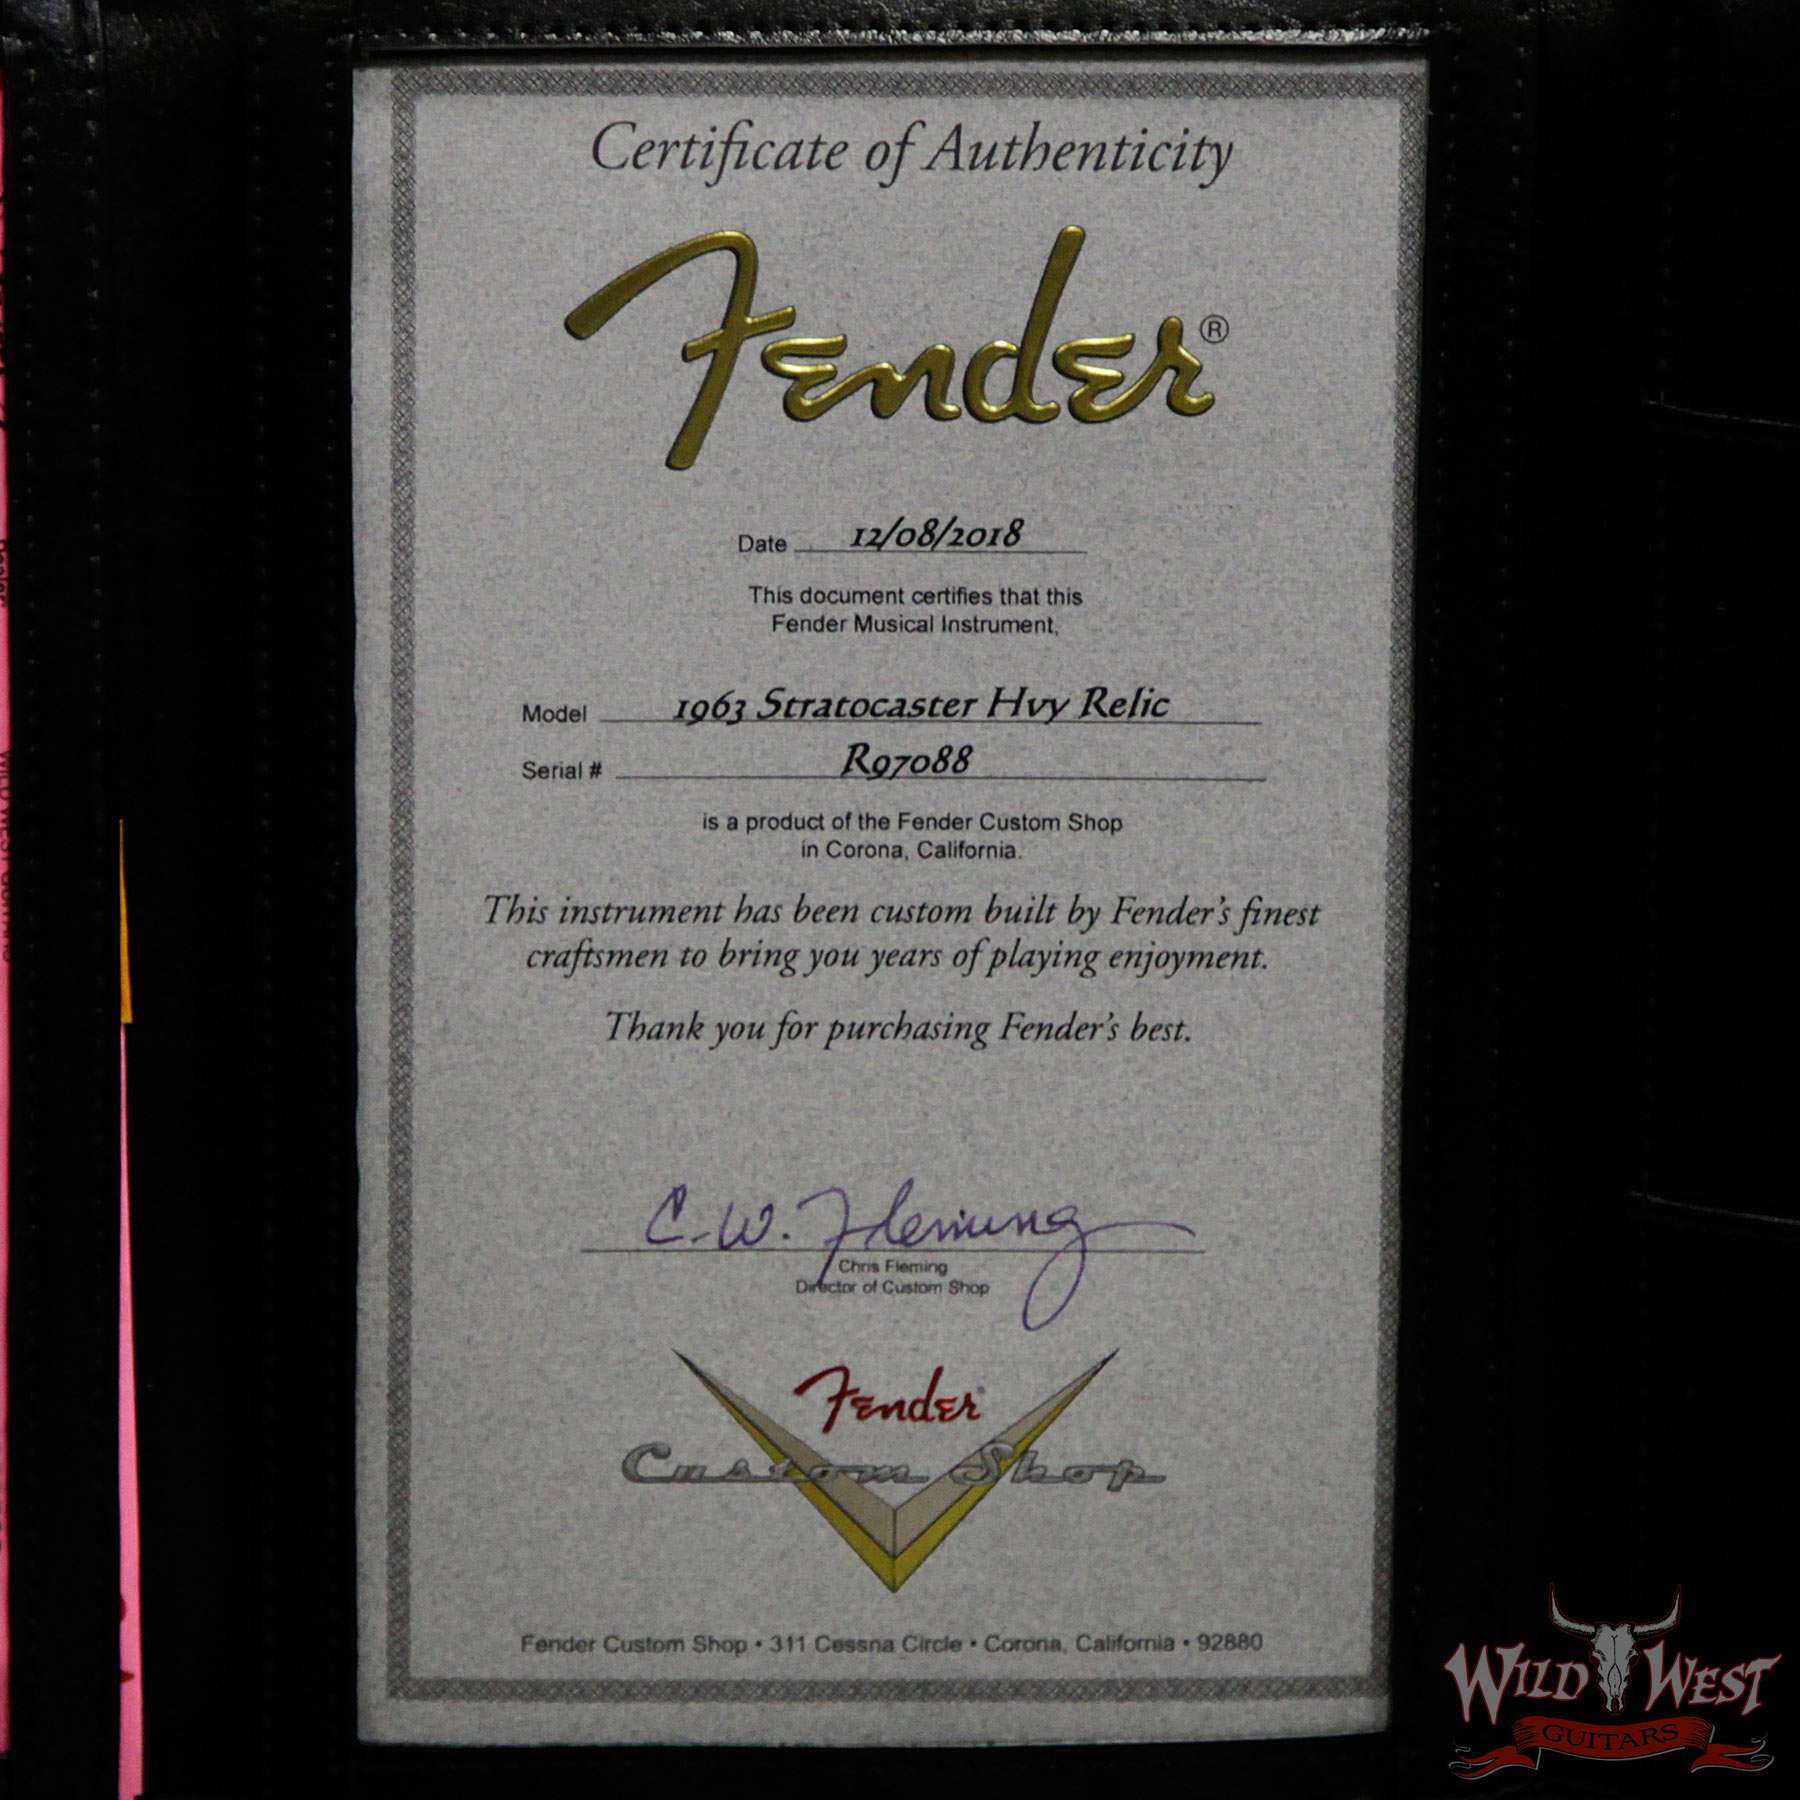 Certificate of Authenticity
Fender®
Date 12/08/2018
This document certifies that this
Fender Musical Instrument,
Model 1963 Stratocaster Hvy Relic
Serial # R97088
is a product of the Fender Custom Shop
in Corona, California.
This instrument has been custom built by Fender's finest
craftsmen to bring you years of playing enjoyment.
Thank you for purchasing Fender's best.
C.W. Fleming
Chris Fleming
Director of Custom Shop
Fender
Custom Shop
Fender Custom Shop • 311 Cessna Circle • Corona, California • 92880
WILD WEST
GUITARS